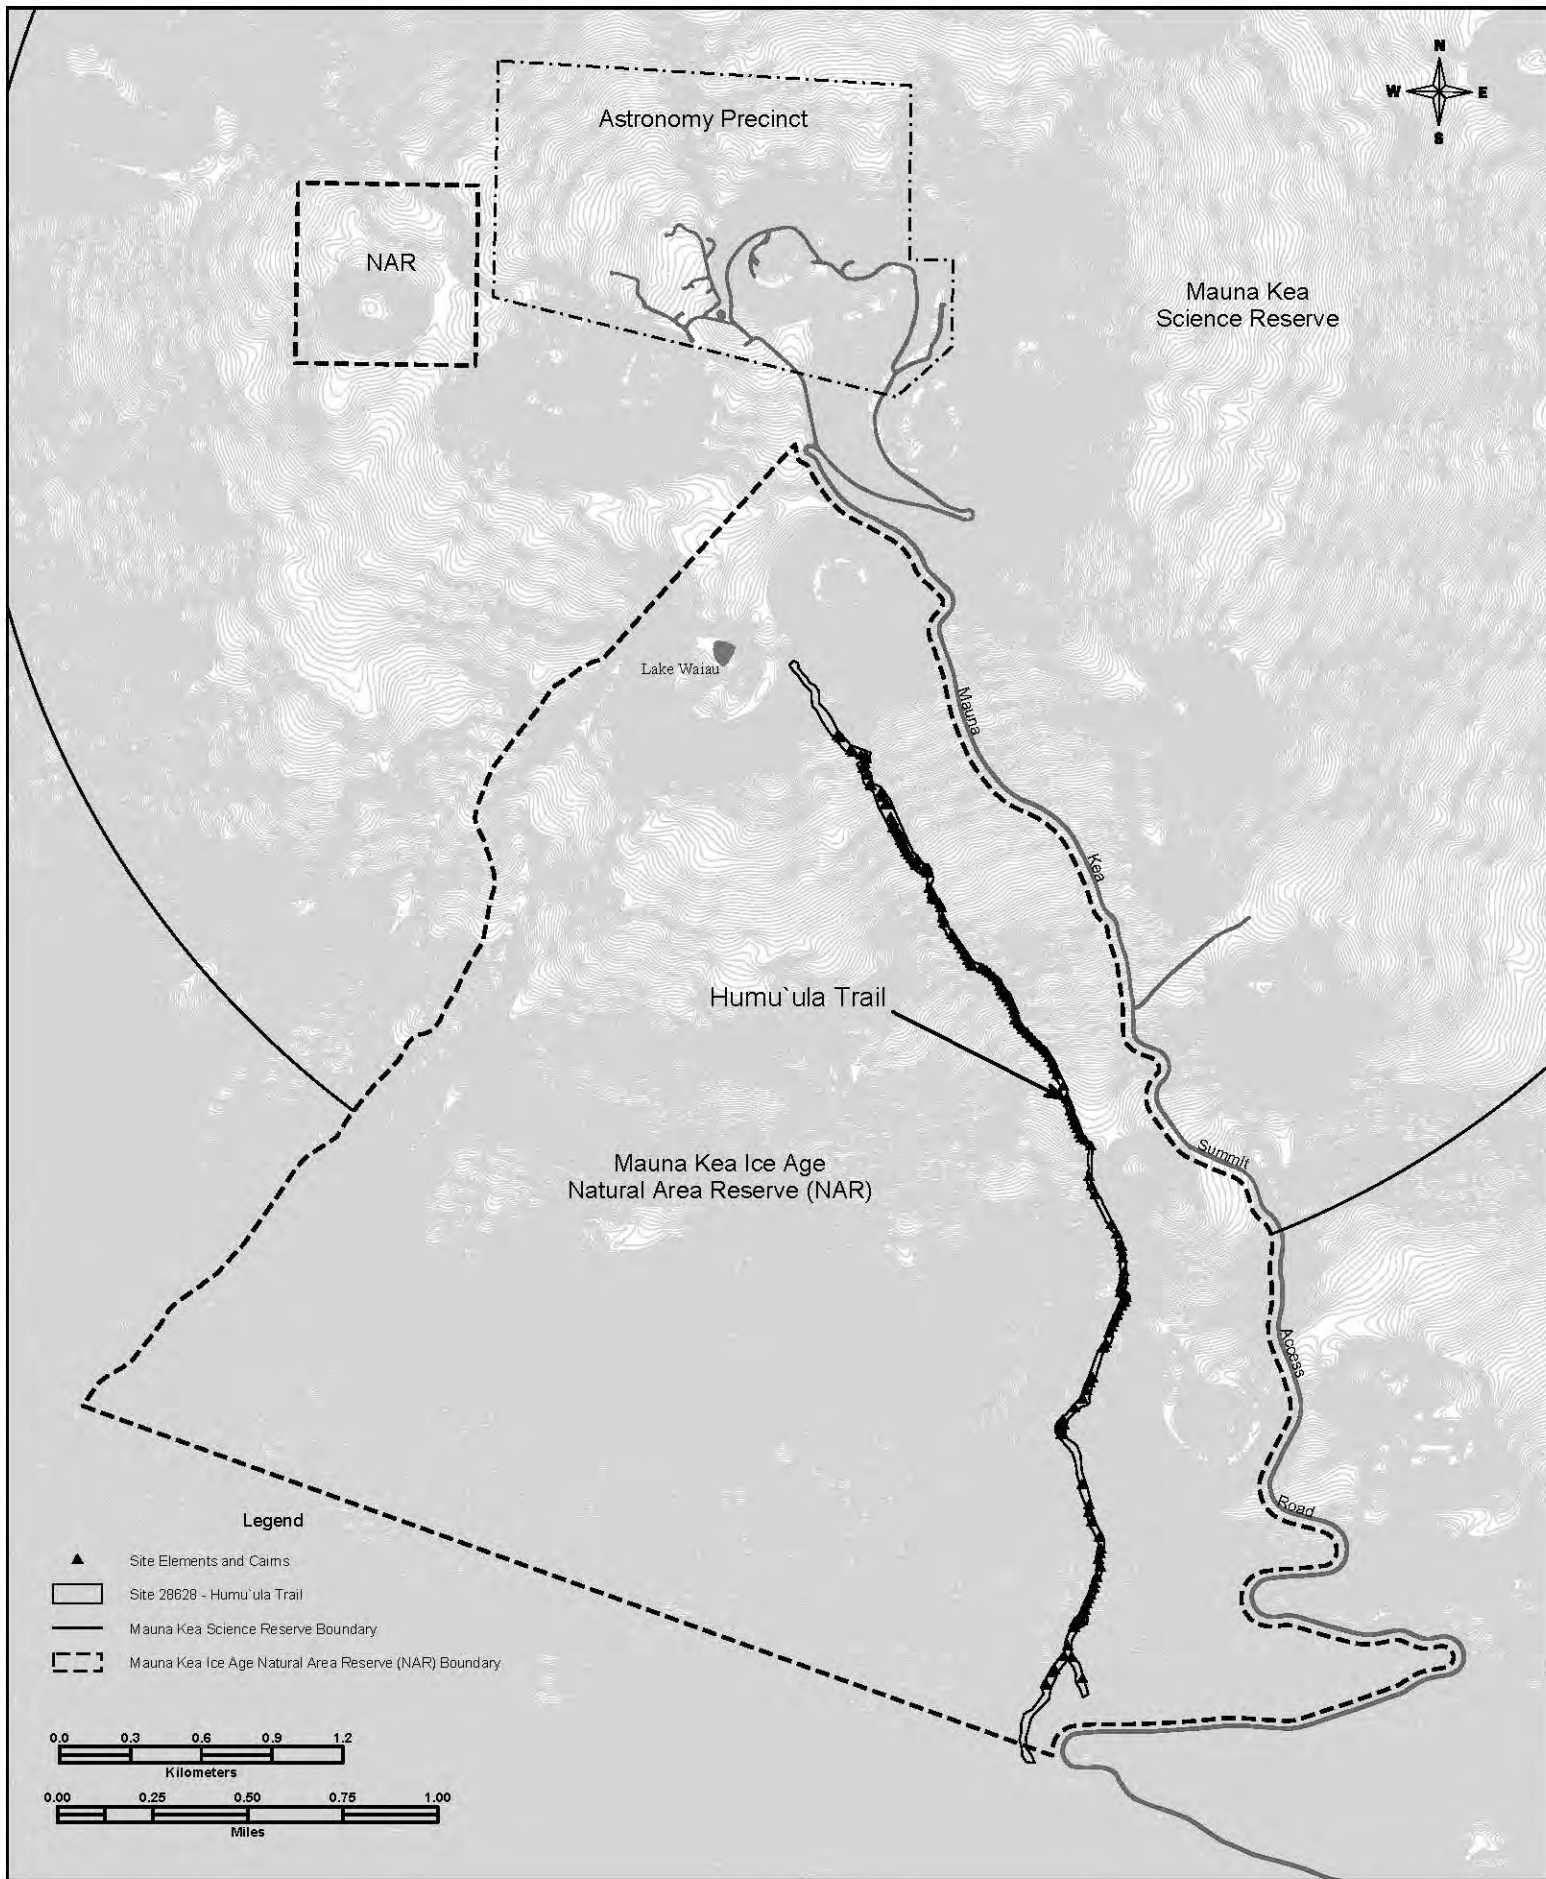 N
W E
S
Astronomy Precinct
NAR
Mauna Kea
Science Reserve
Lake Waiau
Mauna
Kea
Humu`ula Trail
Summit
Mauna Kea Ice Age
Natural Area Reserve (NAR)
Access
Road
Legend
Site Elements and Cairns
Site 28628 - Humu`ula Trail
Mauna Kea Science Reserve Boundary
Mauna Kea Ice Age Natural Area Reserve (NAR) Boundary
0.0 0.3 0.6 0.9 1.2
Kilometers
0.00 0.25 0.50 0.75 1.00
Miles